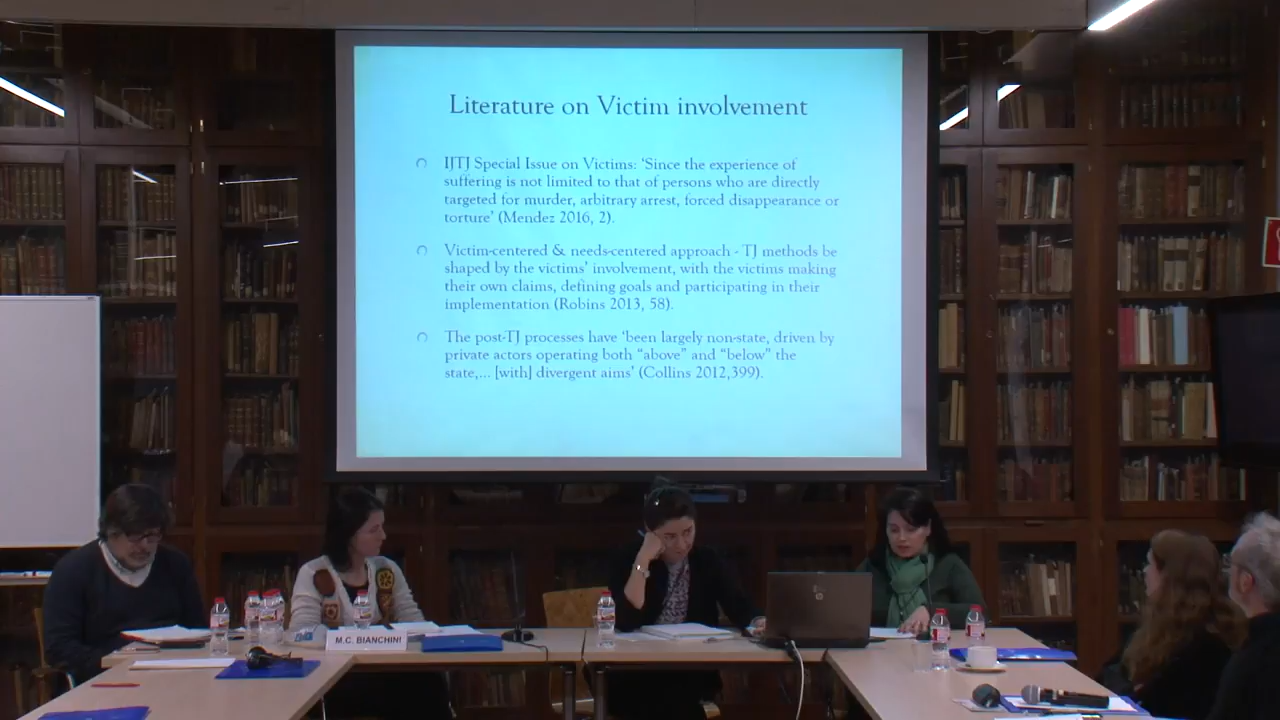 Literature on Victim involvement
IJTJ Special Issue on Victims: ‘Since the experience of
suffering is not limited to that of persons who are directly
targeted for murder, arbitrary arrest, forced disappearance or
torture’ (Mendez 2016, 2).
Victim-centered & needs-centered approach - TJ methods be
shaped by the victims’ involvement, with the victims making
their own claims, defining goals and participating in their
implementation (Robins 2013, 58).
The post-TJ processes have ‘been largely non-state, driven by
private actors operating both “above” and “below” the
state,... [with] divergent aims’ (Collins 2012,399).
M.C. BIANCHINI